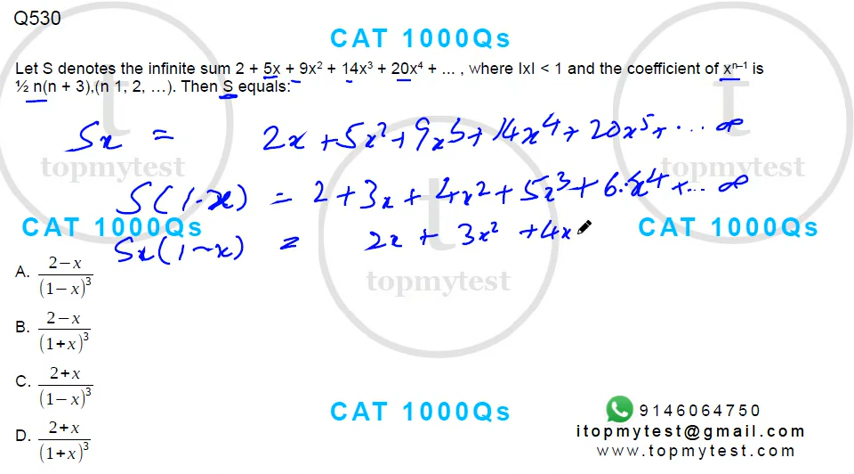 Q530
CAT 1000Qs
Let S denotes the infinite sum 2 + 5x + 9x² + 14x³ + 20x⁴ + ... , where lxl < 1 and the coefficient of xⁿ⁻¹ is
½ n(n + 3),(n 1, 2, …). Then S equals:
Sx = 2x + 5x² + 9x³ + 14x⁴ + 20x⁵ + ... ∞
topmytest topmytest
S(1-x) = 2 + 3x + 4x² + 5x³ + 6.x⁴ + ... ∞
CAT 1000Qs CAT 1000Qs
Sx(1-x) = 2x + 3x² + 4x
A. (2−x)/(1−x)³
topmytest
B. (2−x)/(1+x)³
C. (2+x)/(1−x)³
CAT 1000Qs
9146064750
D. (2+x)/(1+x)³
itopmytest@gmail.com
www.topmytest.com